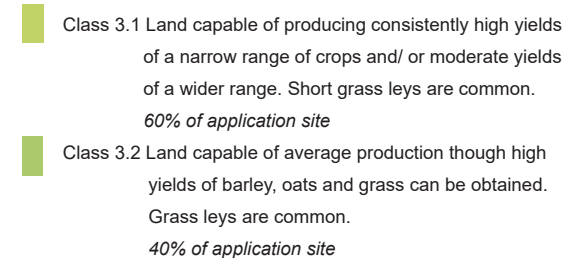 Class 3.1 Land capable of producing consistently high yields
of a narrow range of crops and/ or moderate yields
of a wider range. Short grass leys are common.
60% of application site
Class 3.2 Land capable of average production though high
yields of barley, oats and grass can be obtained.
Grass leys are common.
40% of application site